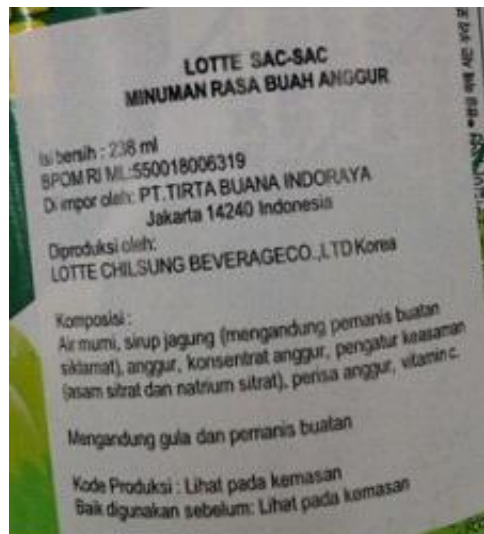 LOTTE SAC-SAC
MINUMAN RASA BUAH ANGGUR
Isi bersih : 238 ml
BPOM RI ML:550018006319
Di impor oleh: PT.TIRTA BUANA INDORAYA
Jakarta 14240 Indonesia
Diproduksi oleh:
LOTTE CHILSUNG BEVERAGECO.,LTD Korea
Komposisi :
Air murni, sirup jagung (mengandung pemanis buatan
siklamat), anggur, konsentrat anggur, pengatur keasaman
(asam sitrat dan natrium sitrat), perisa anggur, vitamin c.
Mengandung gula dan pemanis buatan
Kode Produksi : Lihat pada kemasan
Baik digunakan sebelum: Lihat pada kemasan